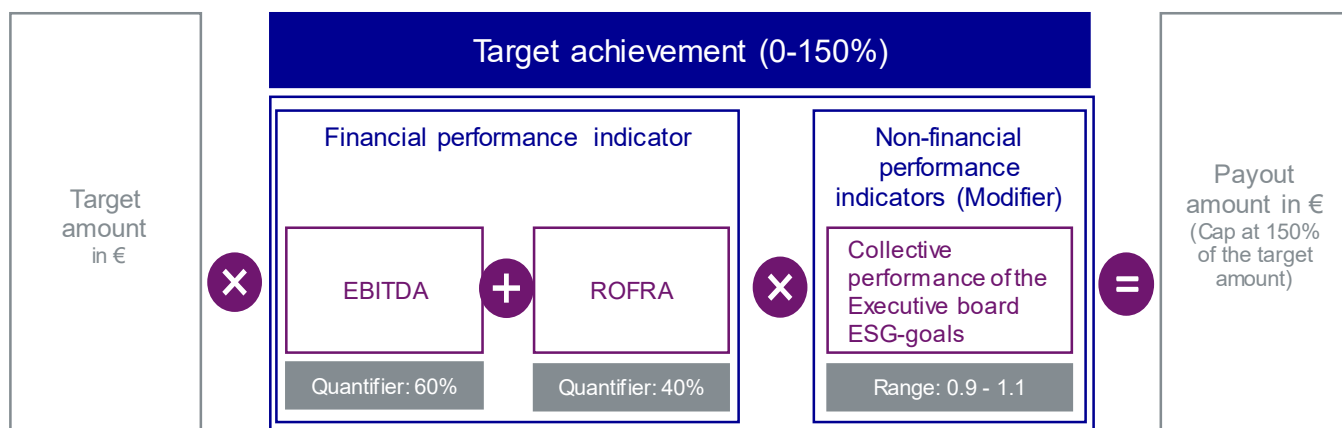 Target achievement (0-150%)
Target
amount
in €
×
Financial performance indicator
EBITDA
+
ROFRA
Quantifier: 60%
Quantifier: 40%
×
Non-financial
performance
indicators (Modifier)
Collective
performance of the
Executive board
ESG-goals
Range: 0.9 - 1.1
=
Payout
amount in €
(Cap at 150%
of the target
amount)